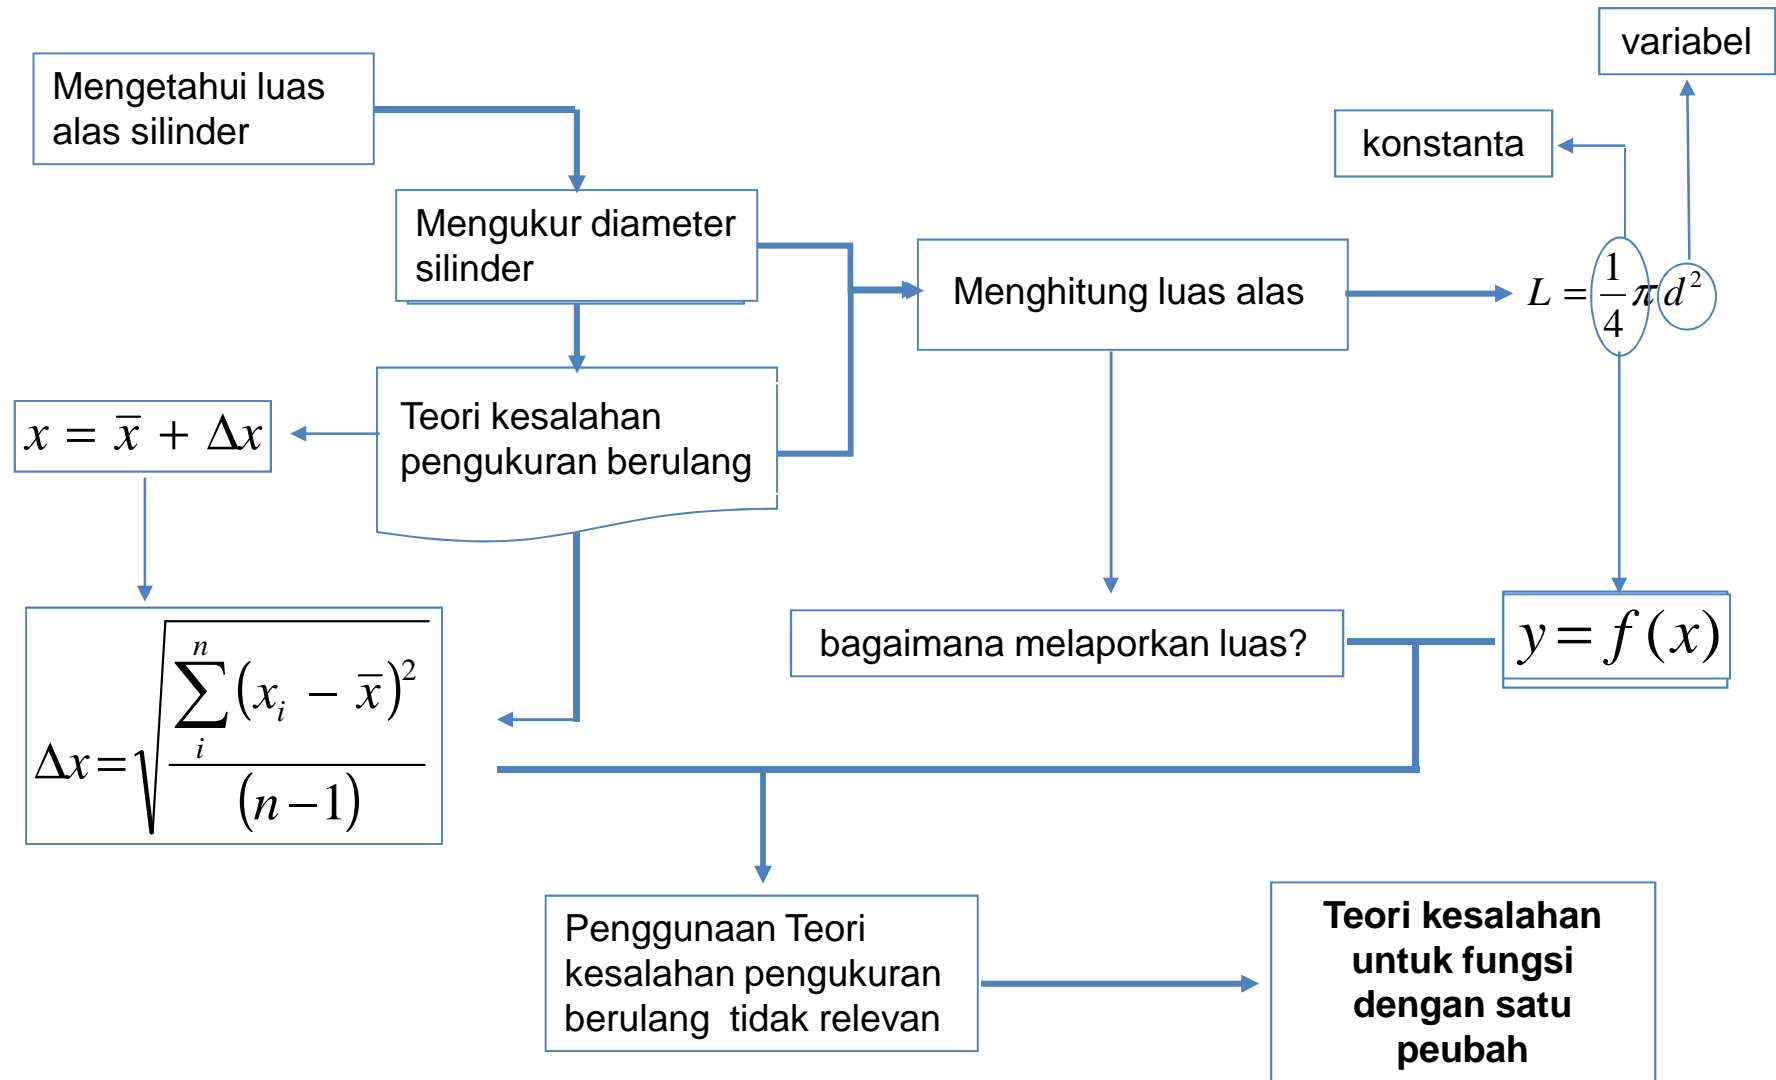 variabel
Mengetahui luas
alas silinder
konstanta
Mengukur diameter
silinder
Menghitung luas alas
L = 1/4 π d²
Teori kesalahan
pengukuran berulang
x = x̅ + Δx
bagaimana melaporkan luas?
y = f(x)
Δx = √(∑ᵢⁿ (xᵢ − x̅)² / (n−1))
Penggunaan Teori
kesalahan pengukuran
berulang tidak relevan
Teori kesalahan
untuk fungsi
dengan satu
peubah